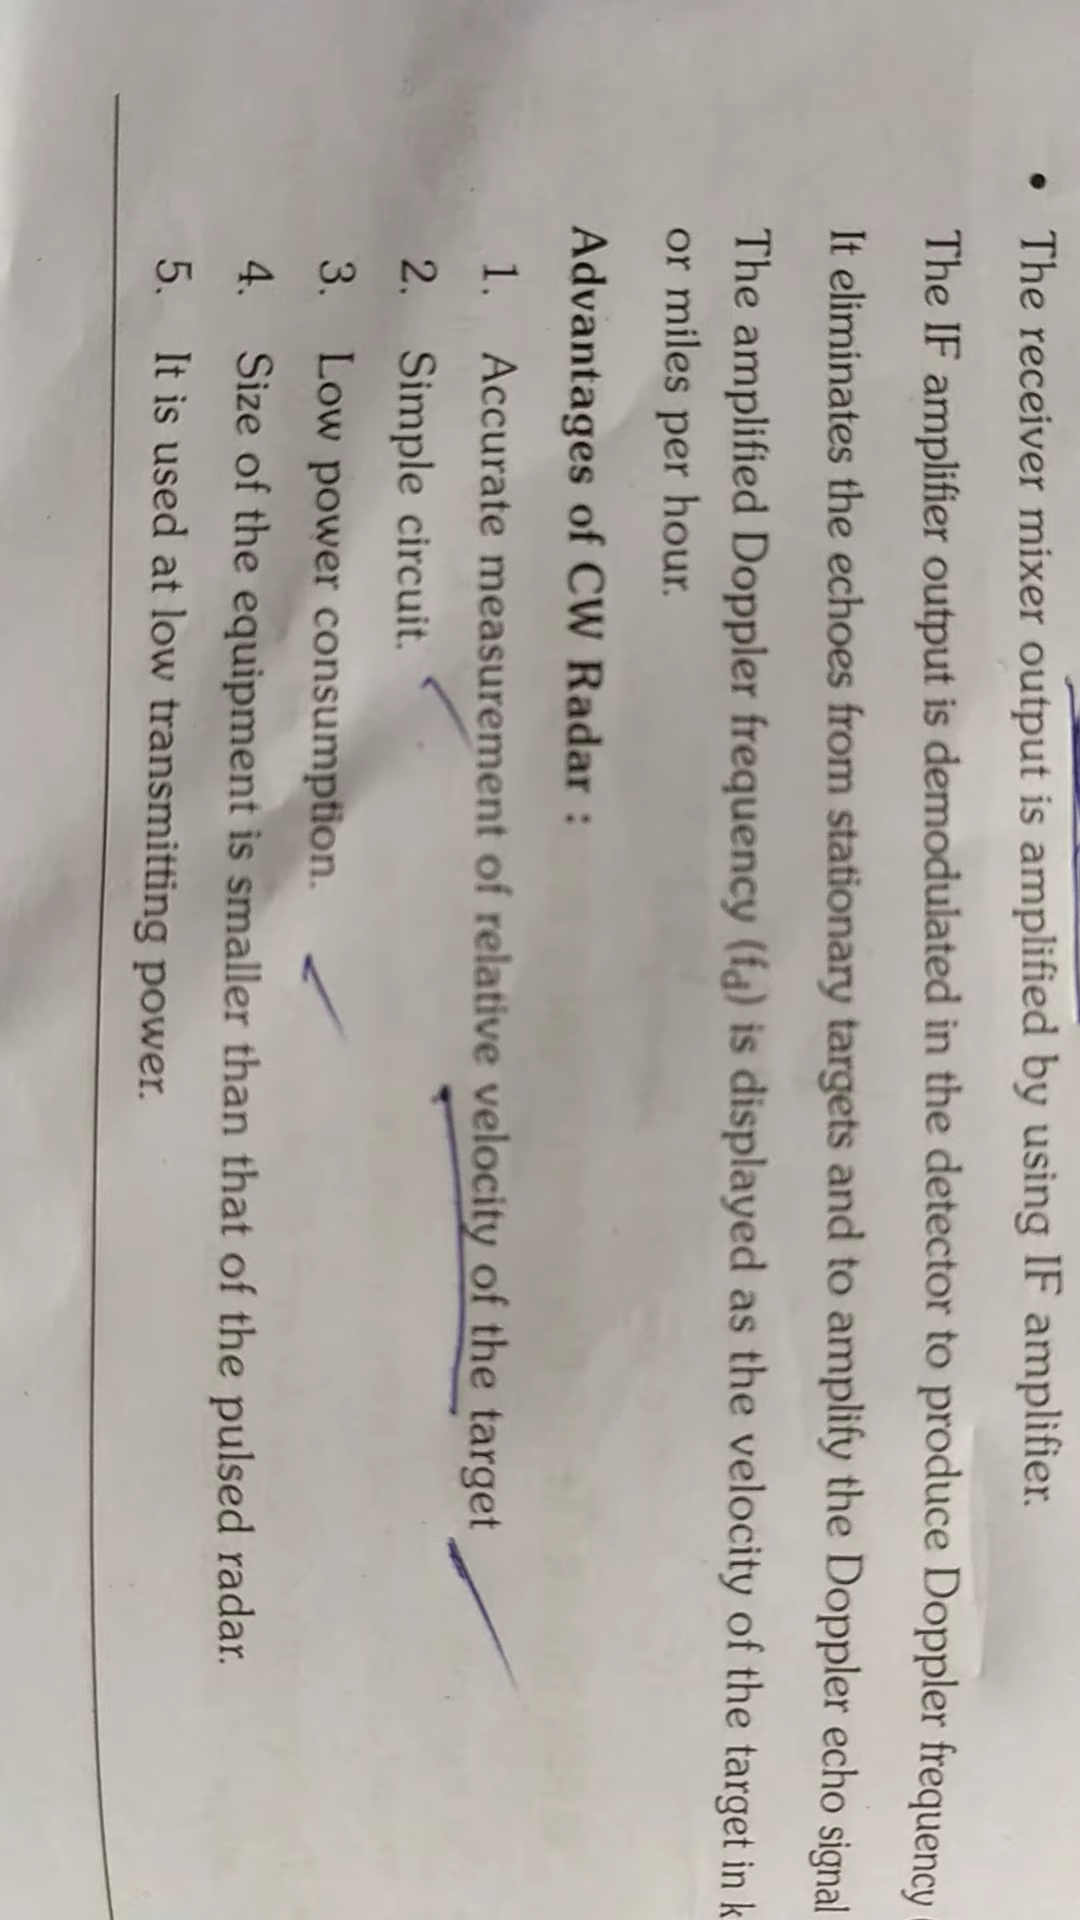 • The receiver mixer output is amplified by using IF amplifier.
The IF amplifier output is demodulated in the detector to produce Doppler frequency
It eliminates the echoes from stationary targets and to amplify the Doppler echo signal
The amplified Doppler frequency (fd) is displayed as the velocity of the target in k
or miles per hour.
Advantages of CW Radar :
1. Accurate measurement of relative velocity of the target
2. Simple circuit.
3. Low power consumption.
4. Size of the equipment is smaller than that of the pulsed radar.
5. It is used at low transmitting power.